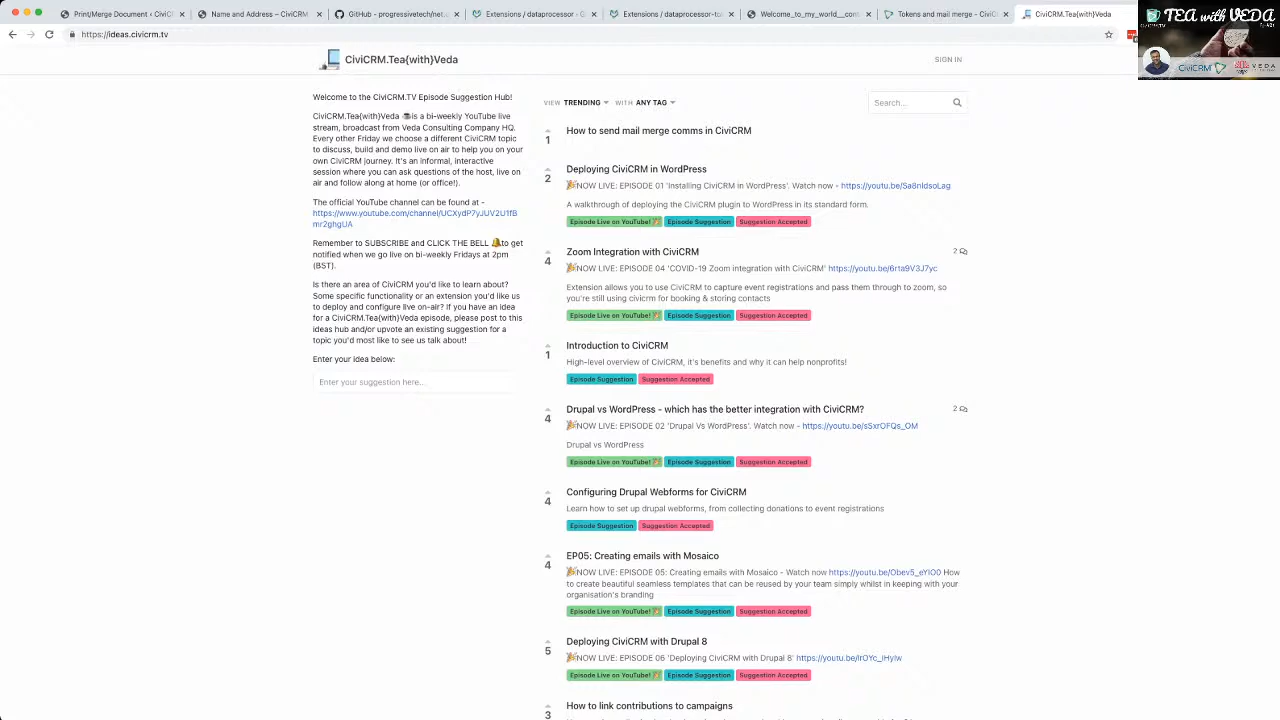 Print/Merge Document < CiviCR
Name and Address – CiviCRM
GitHub - progressivetech/net.
Extensions / dataprocessor - G
Extensions / dataprocessor-to
Welcome_to_my_world__com
Tokens and mail merge - Civi
CiviCRM.Tea{with}Veda
https://ideas.civicrm.tv
TEA with VEDA
CiviCRM
VEDA
CiviCRM.Tea{with}Veda
SIGN IN
Welcome to the CiviCRM.TV Episode Suggestion Hub!
CiviCRM.Tea{with}Veda is a bi-weekly YouTube live
stream, broadcast from Veda Consulting Company HQ.
Every other Friday we choose a different CiviCRM topic
to discuss, build and demo live on air to help you on your
own CiviCRM journey. It's an informal, interactive
session where you can ask questions of the host, live on
air and follow along at home (or office!).
The official YouTube channel can be found at -
https://www.youtube.com/channel/UCXydP7yJUV2U1fB
mr2ghgUA
Remember to SUBSCRIBE and CLICK THE BELL to get
notified when we go live on bi-weekly Fridays at 2pm
(BST).
Is there an area of CiviCRM you'd like to learn about?
Some specific functionality or an extension you'd like us
to deploy and configure live on-air? If you have an idea
for a CiviCRM.Tea{with}Veda episode, please post to this
ideas hub and/or upvote an existing suggestion for a
topic you'd most like to see us talk about!
Enter your idea below:
Enter your suggestion here...
VIEW TRENDING WITH ANY TAG
Search...
1
How to send mail merge comms in CiviCRM
2
Deploying CiviCRM in WordPress
NOW LIVE: EPISODE 01 'Installing CiviCRM in WordPress'. Watch now - https://youtu.be/Sa8nIdsoLag
A walkthrough of deploying the CiviCRM plugin to WordPress in its standard form.
Episode Live on YouTube! Episode Suggestion Suggestion Accepted
4
Zoom Integration with CiviCRM
2
NOW LIVE: EPISODE 04 'COVID-19 Zoom integration with CiviCRM' https://youtu.be/6rta9V3J7yc
Extension allows you to use CiviCRM to capture event registrations and pass them through to zoom, so
you're still using civicrm for booking & storing contacts
Episode Live on YouTube! Episode Suggestion Suggestion Accepted
1
Introduction to CiviCRM
High-level overview of CiviCRM, it's benefits and why it can help nonprofits!
Episode Suggestion Suggestion Accepted
4
Drupal vs WordPress - which has the better integration with CiviCRM?
2
NOW LIVE: EPISODE 02 'Drupal Vs WordPress'. Watch now - https://youtu.be/sSxrOFQs_OM
Drupal vs WordPress
Episode Live on YouTube! Episode Suggestion Suggestion Accepted
4
Configuring Drupal Webforms for CiviCRM
Learn how to set up drupal webforms, from collecting donations to event registrations
Episode Suggestion Suggestion Accepted
4
EP05: Creating emails with Mosaico
NOW LIVE: EPISODE 05: Creating emails with Mosaico - Watch now https://youtu.be/Obev5_eYIO0 How
to create beautiful seamless templates that can be reused by your team simply whilst in keeping with your
organisation's branding
Episode Live on YouTube! Episode Suggestion Suggestion Accepted
5
Deploying CiviCRM with Drupal 8
NOW LIVE: EPISODE 06 'Deploying CiviCRM with Drupal 8' https://youtu.be/IrOYc_IHyIw
Episode Live on YouTube! Episode Suggestion Suggestion Accepted
3
How to link contributions to campaigns